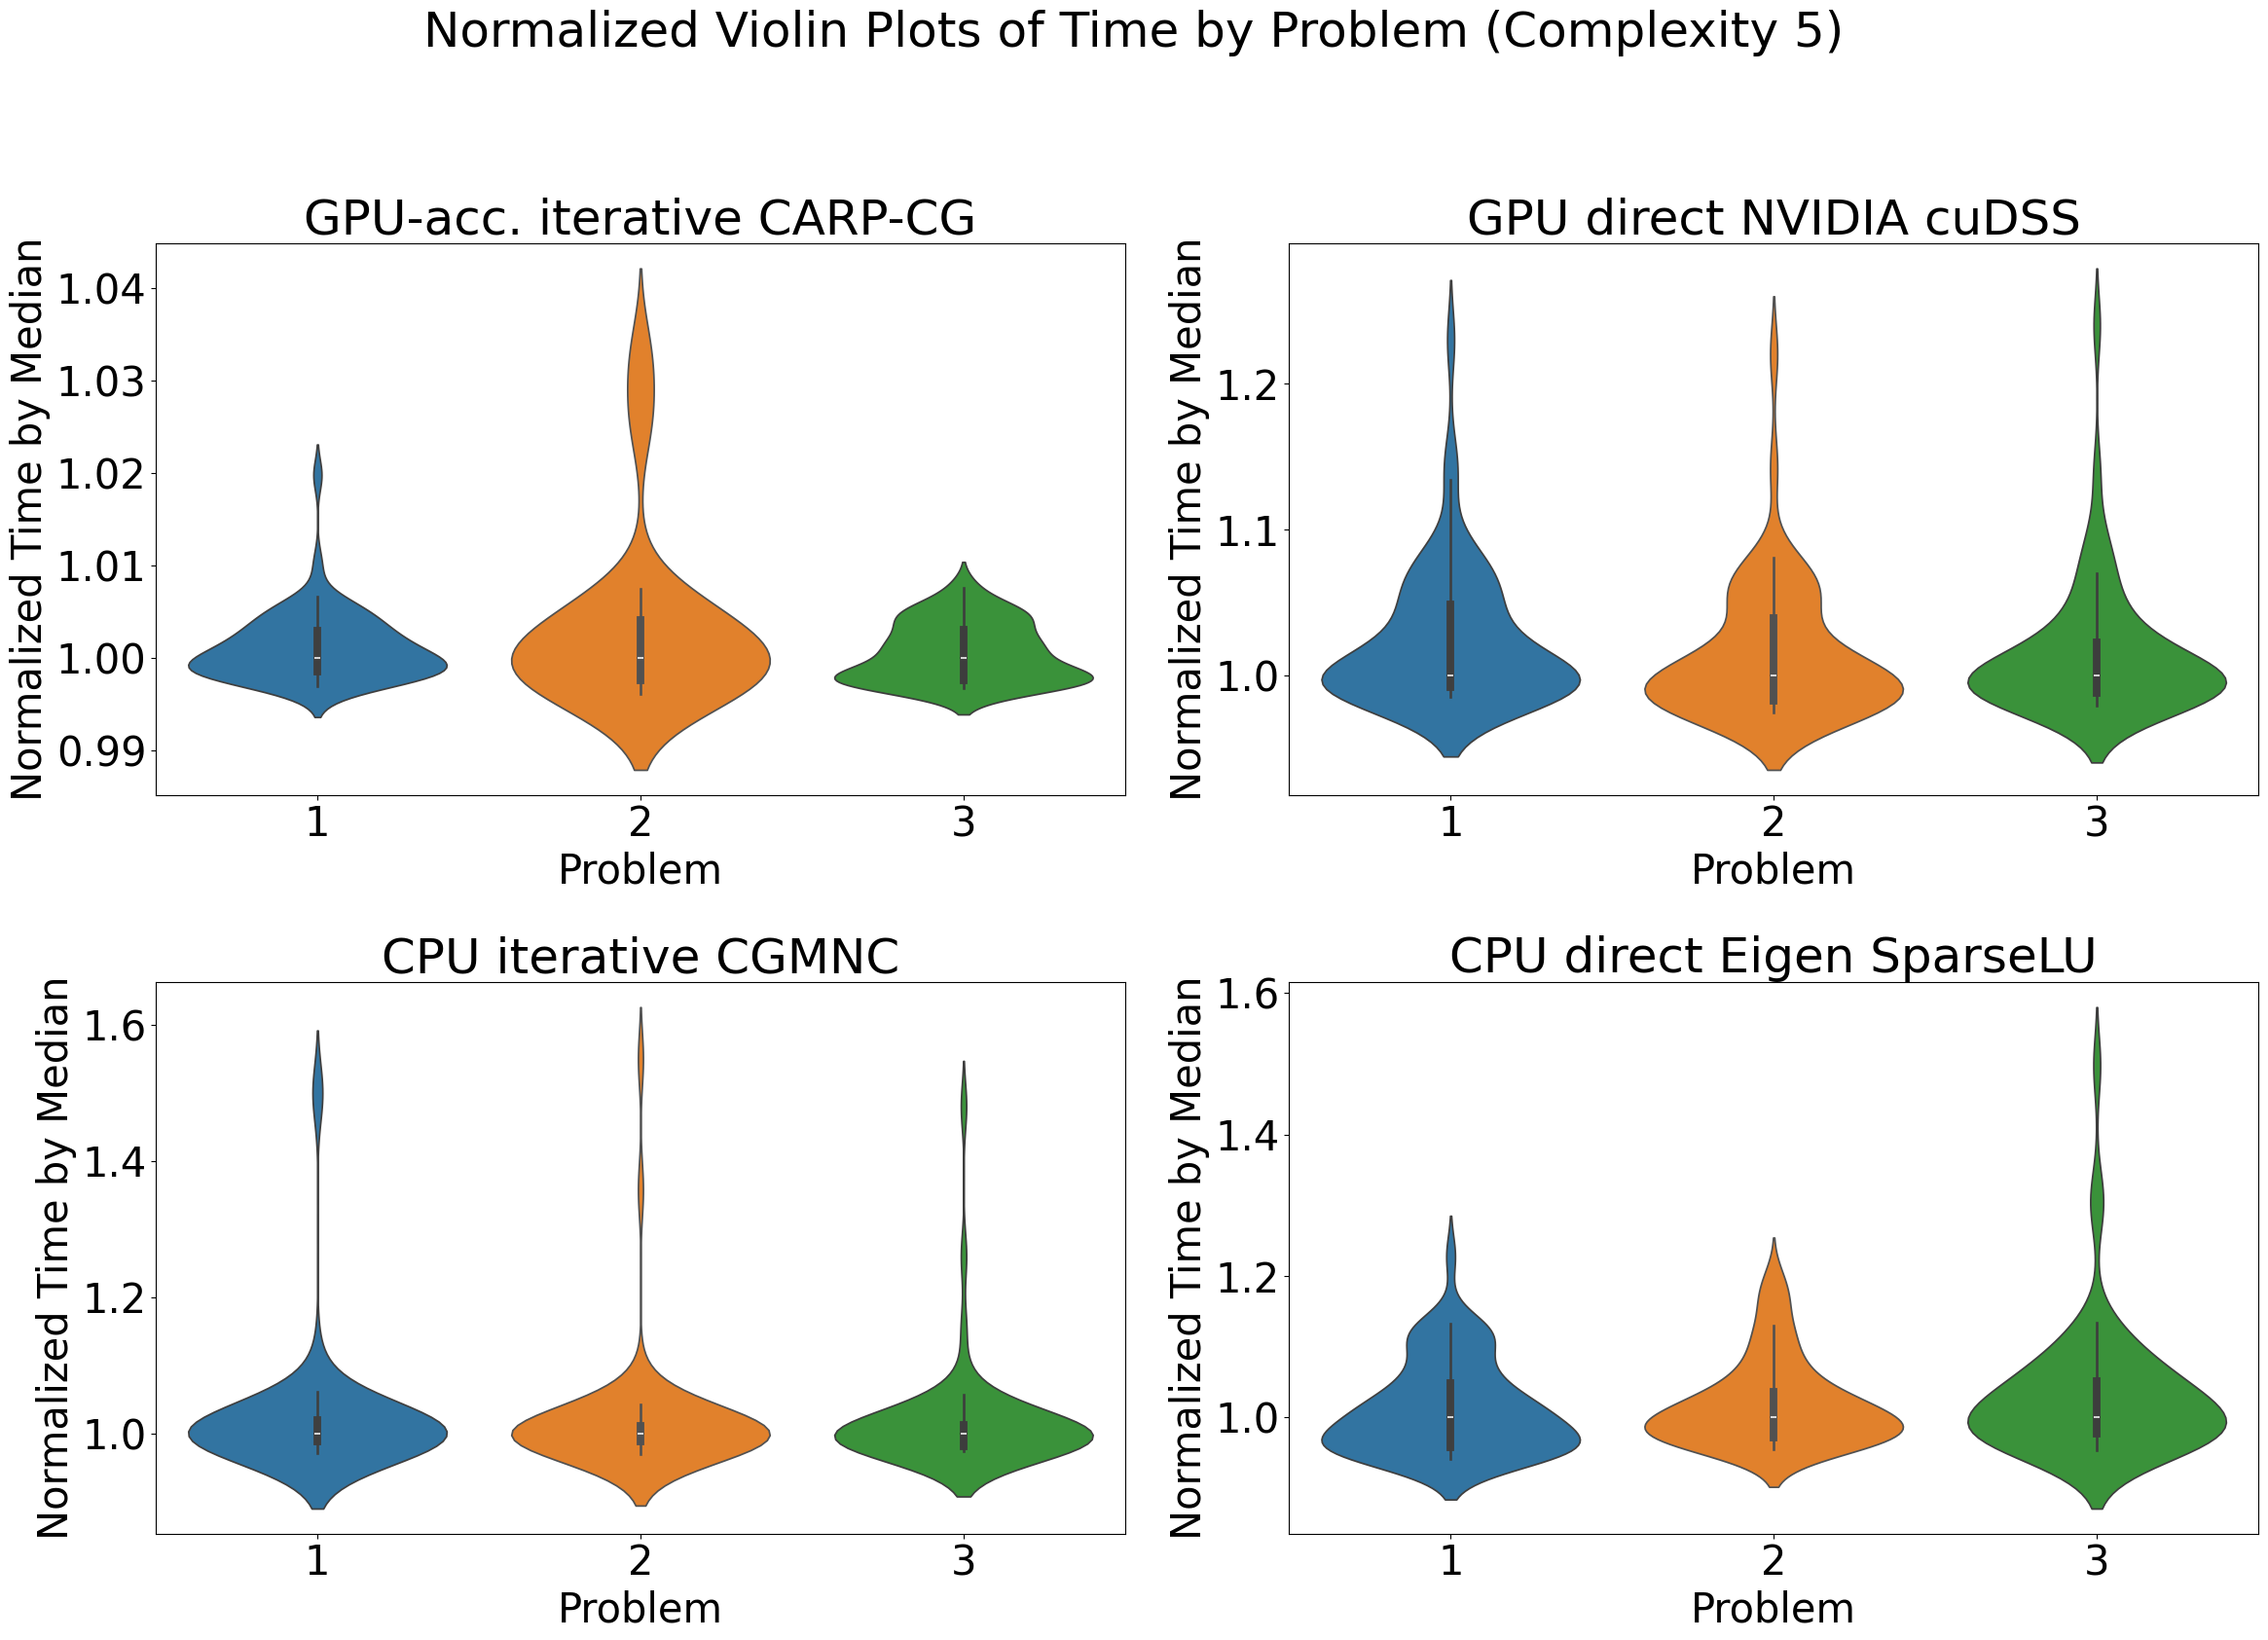 Normalized Violin Plots of Time by Problem (Complexity 5)
GPU-acc. iterative CARP-CG
Normalized Time by Median
1.04
1.03
1.02
1.01
1.00
0.99
1 2 3
Problem
GPU direct NVIDIA cuDSS
Normalized Time by Median
1.2
1.1
1.0
1 2 3
Problem
CPU iterative CGMNC
Normalized Time by Median
1.6
1.4
1.2
1.0
1 2 3
Problem
CPU direct Eigen SparseLU
Normalized Time by Median
1.6
1.4
1.2
1.0
1 2 3
Problem